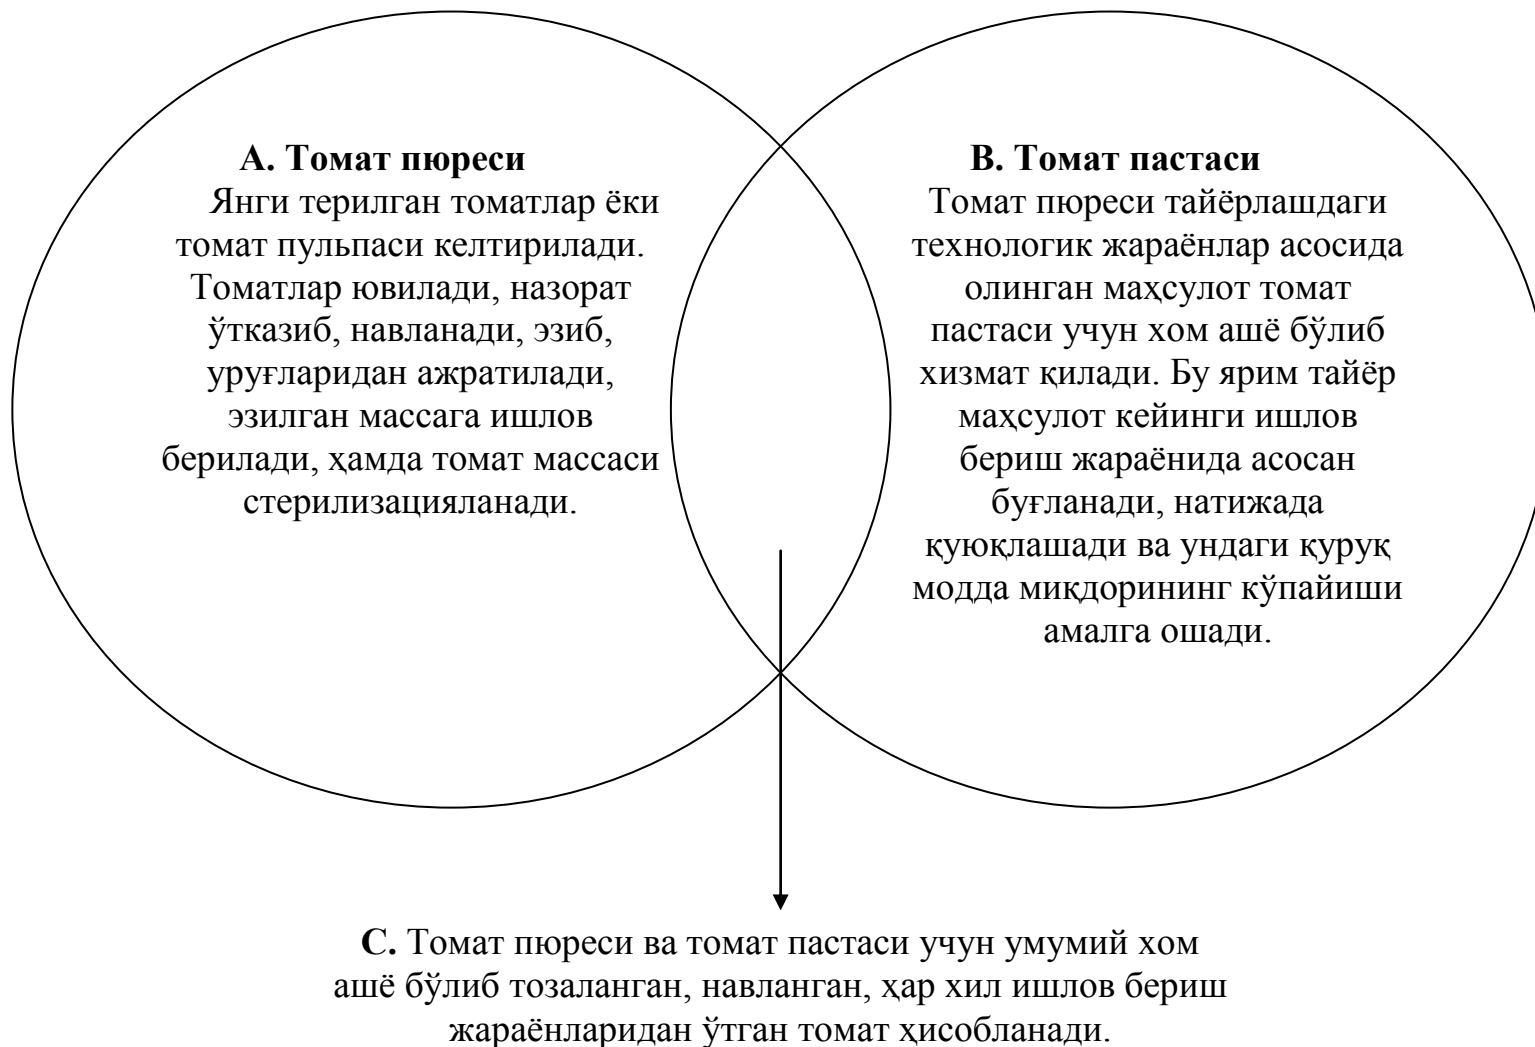 А. Томат пюреси
Янги терилган томатлар ёки
томат пульпаси келтирилади.
Томатлар ювилади, назорат
ўтказиб, навланади, эзиб,
уруғларидан ажратилади,
эзилган массага ишлов
берилади, ҳамда томат массаси
стерилизацияланади.
В. Томат пастаси
Томат пюреси тайёрлашдаги
технологик жараёнлар асосида
олинган маҳсулот томат
пастаси учун хом ашё бўлиб
хизмат қилади. Бу ярим тайёр
маҳсулот кейинги ишлов
бериш жараёнида асосан
буғланади, натижада
қуюқлашади ва ундаги қуруқ
модда миқдорининг кўпайиши
амалга ошади.
С. Томат пюреси ва томат пастаси учун умумий хом
ашё бўлиб тозаланган, навланган, ҳар хил ишлов бериш
жараёнларидан ўтган томат ҳисобланади.